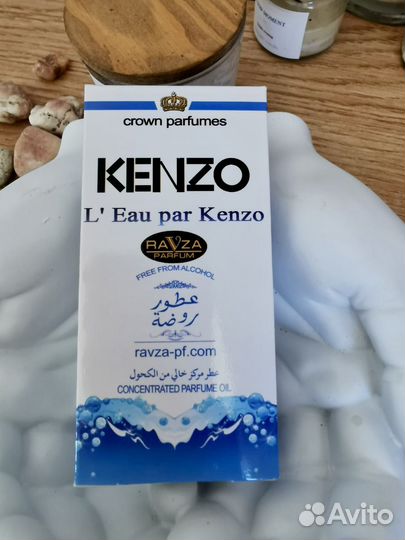 MOMENT
crown parfumes
KENZO
L' Eau par Kenzo
RAVZA
PARFUM
FREE FROM ALCOHOL
عطور
روضة
ravza-pf.com
عطر مركز خالي من الكحول
CONCENTRATED PARFUME OIL
Avito